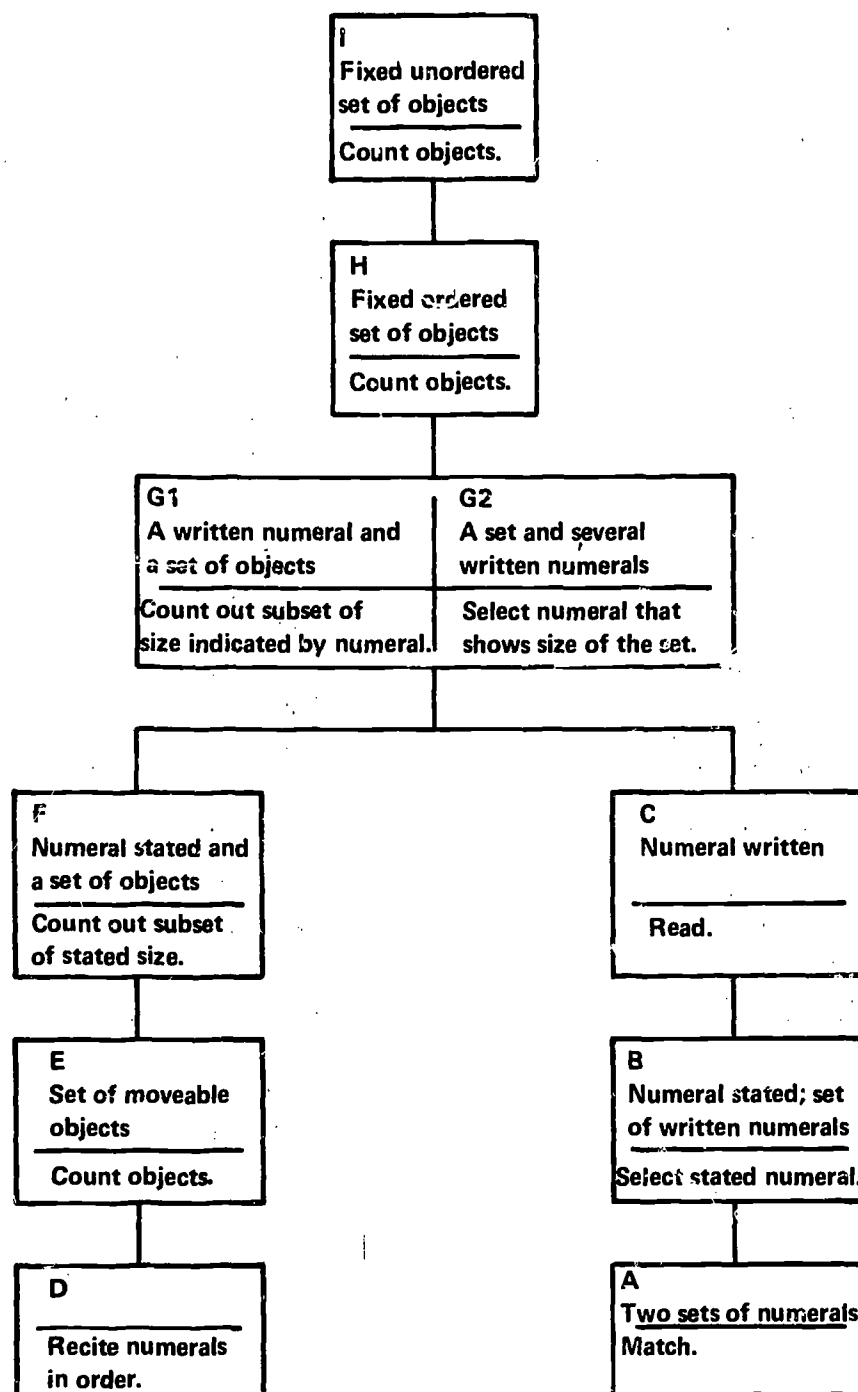 I
Fixed unordered
set of objects
Count objects.
H
Fixed ordered
set of objects
Count objects.
G1
A written numeral and
a set of objects
Count out subset of
size indicated by numeral.
G2
A set and several
written numerals
Select numeral that
shows size of the set.
F
Numeral stated and
a set of objects
Count out subset
of stated size.
C
Numeral written
Read.
E
Set of moveable
objects
Count objects.
B
Numeral stated; set
of written numerals
Select stated numeral.
D
Recite numerals
in order.
A
Two sets of numerals
Match.